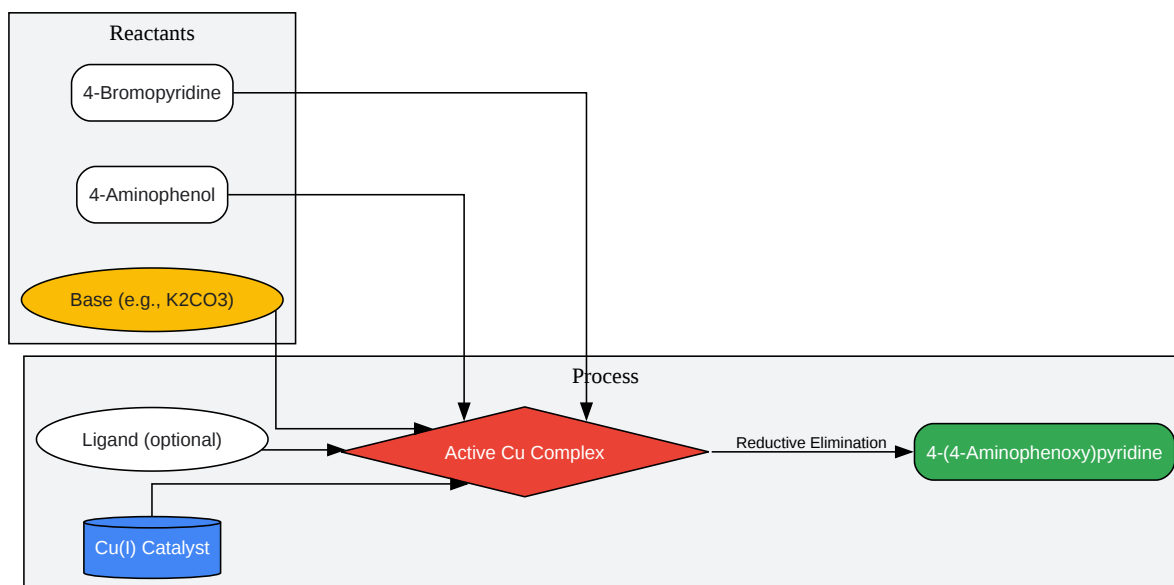 Reactants
4-Bromopyridine
4-Aminophenol
Base (e.g., K2CO3)
Process
Ligand (optional)
Active Cu Complex
Reductive Elimination
4-(4-Aminophenoxy)pyridine
Cu(I) Catalyst